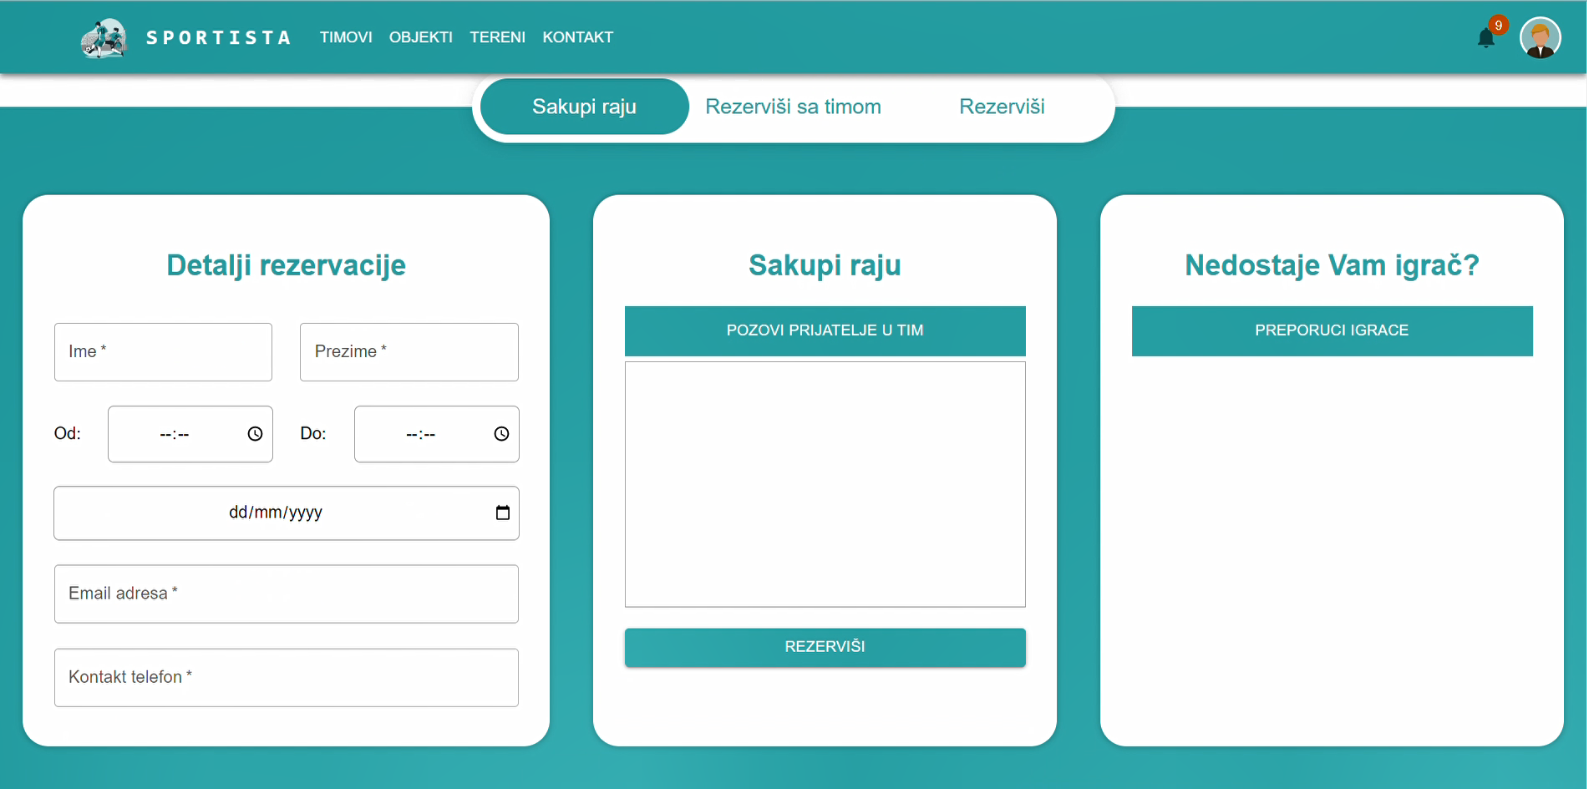 SPORTISTA TIMOVI OBJEKTI TERENI KONTAKT 9
Sakupi raju Rezerviši sa timom Rezerviši
Detalji rezervacije
Ime *
Prezime *
Od: --:--
Do: --:--
dd/mm/yyyy
Email adresa *
Kontakt telefon *
Sakupi raju
POZOVI PRIJATELJE U TIM
REZERVIŠI
Nedostaje Vam igrač?
PREPORUCI IGRACE